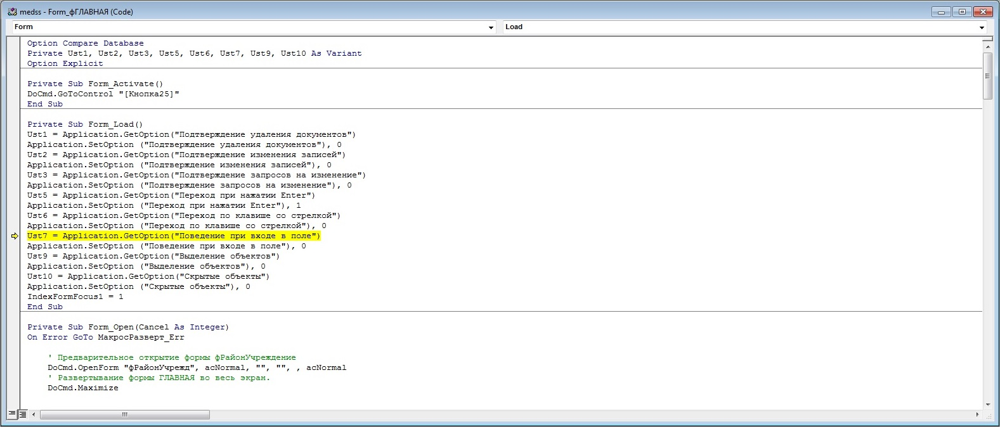 medss - Form_фГЛАВНАЯ (Code)
Form Load
Option Compare Database
Private Ust1, Ust2, Ust3, Ust5, Ust6, Ust7, Ust9, Ust10 As Variant
Option Explicit
Private Sub Form_Activate()
DoCmd.GoToControl "[Кнопка25]"
End Sub
Private Sub Form_Load()
Ust1 = Application.GetOption("Подтверждение удаления документов")
Application.SetOption ("Подтверждение удаления документов"), 0
Ust2 = Application.GetOption("Подтверждение изменения записей")
Application.SetOption ("Подтверждение изменения записей"), 0
Ust3 = Application.GetOption("Подтверждение запросов на изменение")
Application.SetOption ("Подтверждение запросов на изменение"), 0
Ust5 = Application.GetOption("Переход при нажатии Enter")
Application.SetOption ("Переход при нажатии Enter"), 1
Ust6 = Application.GetOption("Переход по клавише со стрелкой")
Application.SetOption ("Переход по клавише со стрелкой"), 0
Ust7 = Application.GetOption("Поведение при входе в поле")
Application.SetOption ("Поведение при входе в поле"), 0
Ust9 = Application.GetOption("Выделение объектов")
Application.SetOption ("Выделение объектов"), 0
Ust10 = Application.GetOption("Скрытые объекты")
Application.SetOption ("Скрытые объекты"), 0
IndexFormFocus1 = 1
End Sub
Private Sub Form_Open(Cancel As Integer)
On Error GoTo МакросРазверт_Err
' Предварительное открытие формы фРайонУчреждение
DoCmd.OpenForm "фРайонУчрежд", acNormal, "", "", , acNormal
' Развертывание формы ГЛАВНАЯ во весь экран.
DoCmd.Maximize